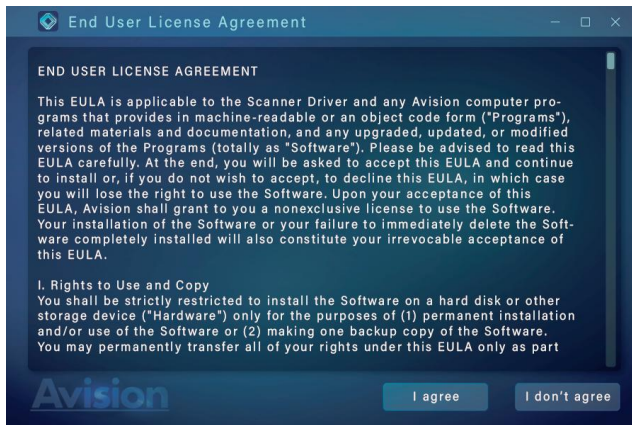 End User License Agreement
END USER LICENSE AGREEMENT
This EULA is applicable to the Scanner Driver and any Avision computer pro-
grams that provides in machine-readable or an object code form ("Programs"),
related materials and documentation, and any upgraded, updated, or modified
versions of the Programs (totally as "Software"). Please be advised to read this
EULA carefully. At the end, you will be asked to accept this EULA and continue
to install or, if you do not wish to accept, to decline this EULA, in which case
you will lose the right to use the Software. Upon your acceptance of this
EULA, Avision shall grant to you a nonexclusive license to use the Software.
Your installation of the Software or your failure to immediately delete the Soft-
ware completely installed will also constitute your irrevocable acceptance of
this EULA.
I. Rights to Use and Copy
You shall be strictly restricted to install the Software on a hard disk or other
storage device ("Hardware") only for the purposes of (1) permanent installation
and/or use of the Software or (2) making one backup copy of the Software.
You may permanently transfer all of your rights under this EULA only as part
Avision
I agree
I don't agree